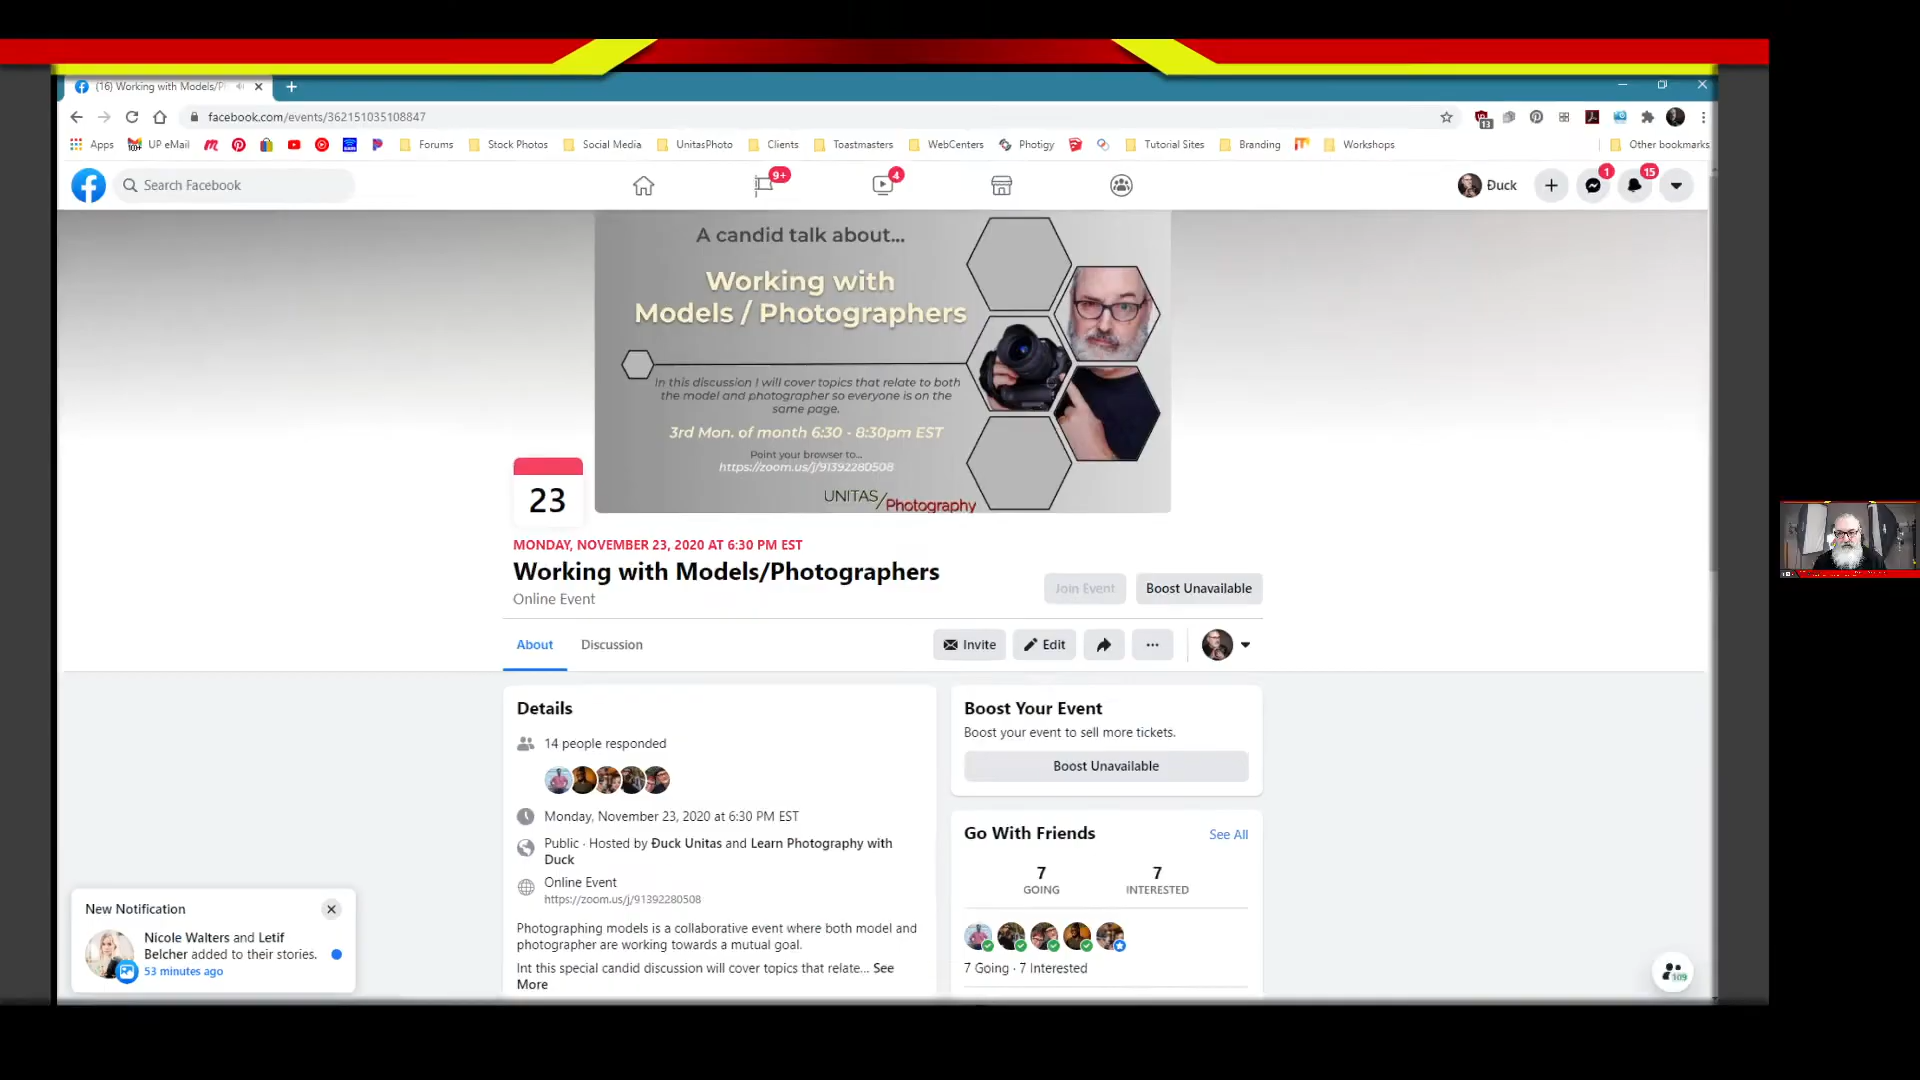 (16) Working with Models/P
facebook.com/events/362151035108847
13
Apps
UP eMail
Forums
Stock Photos
Social Media
UnitasPhoto
Clients
Toastmasters
WebCenters
Photigy
Tutorial Sites
Branding
Workshops
Other bookmarks
Search Facebook
9+
4
Ðuck
1
15
A candid talk about...
Working with
Models / Photographers
In this discussion I will cover topics that relate to both
the model and photographer so everyone is on the
same page.
3rd Mon. of month 6:30 - 8:30pm EST
Point your browser to...
https://zoom.us/j/91392280508
UNITAS/Photography
23
MONDAY, NOVEMBER 23, 2020 AT 6:30 PM EST
Working with Models/Photographers
Online Event
Join Event
Boost Unavailable
About
Discussion
Invite
Edit
Details
14 people responded
Monday, November 23, 2020 at 6:30 PM EST
Public · Hosted by Ðuck Unitas and Learn Photography with
Duck
Online Event
https://zoom.us/j/91392280508
Photographing models is a collaborative event where both model and
photographer are working towards a mutual goal.
Int this special candid discussion will cover topics that relate... See
More
Boost Your Event
Boost your event to sell more tickets.
Boost Unavailable
Go With Friends
See All
7
GOING
7
INTERESTED
7 Going · 7 Interested
New Notification
Nicole Walters and Letif
Belcher added to their stories.
53 minutes ago
109